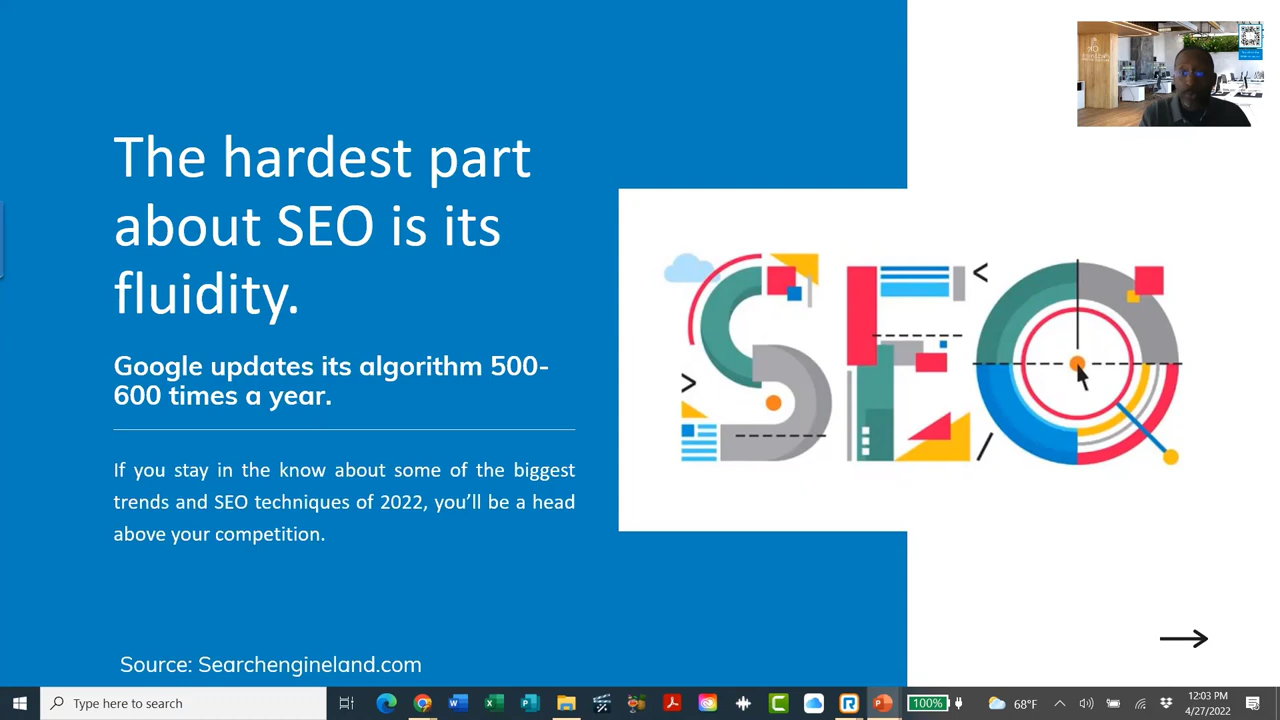 The hardest part
about SEO is its
fluidity.
Google updates its algorithm 500-
600 times a year.
If you stay in the know about some of the biggest
trends and SEO techniques of 2022, you’ll be a head
above your competition.
Source: Searchengineland.com
SEO
Type here to search
100%
68°F
12:03 PM
4/27/2022